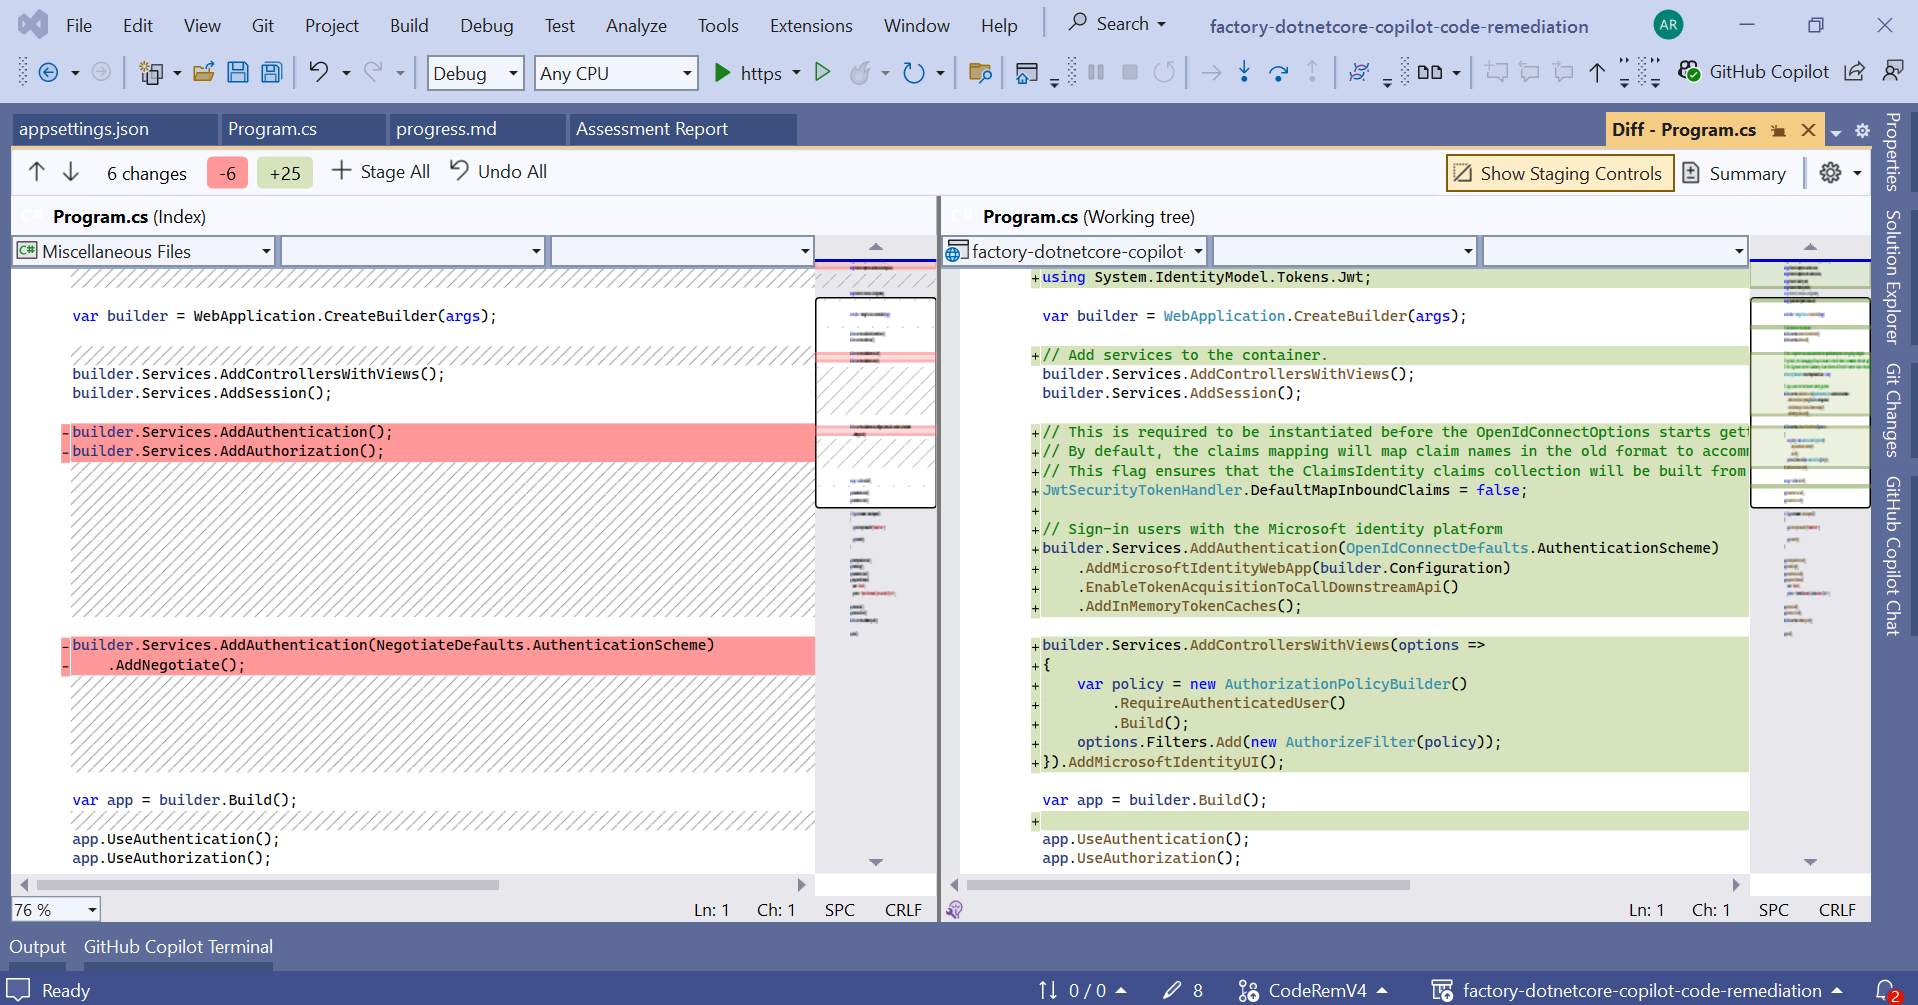 File Edit View Git Project Build Debug Test Analyze Tools Extensions Window Help Search factory-dotnetcore-copilot-code-remediation AR
Debug Any CPU https GitHub Copilot
appsettings.json Program.cs progress.md Assessment Report Diff - Program.cs
6 changes -6 +25 Stage All Undo All Show Staging Controls Summary
Program.cs (Index)
C# Miscellaneous Files
var builder = WebApplication.CreateBuilder(args);
builder.Services.AddControllersWithViews();
builder.Services.AddSession();
-builder.Services.AddAuthentication();
-builder.Services.AddAuthorization();
-builder.Services.AddAuthentication(NegotiateDefaults.AuthenticationScheme)
-    .AddNegotiate();
var app = builder.Build();
app.UseAuthentication();
app.UseAuthorization();
76 % Ln: 1 Ch: 1 SPC CRLF
Program.cs (Working tree)
factory-dotnetcore-copilot-
+using System.IdentityModel.Tokens.Jwt;
var builder = WebApplication.CreateBuilder(args);
+// Add services to the container.
builder.Services.AddControllersWithViews();
builder.Services.AddSession();
+// This is required to be instantiated before the OpenIdConnectOptions starts gett
+// By default, the claims mapping will map claim names in the old format to accom
+// This flag ensures that the ClaimsIdentity claims collection will be built from
+JwtSecurityTokenHandler.DefaultMapInboundClaims = false;
+
+// Sign-in users with the Microsoft identity platform
+builder.Services.AddAuthentication(OpenIdConnectDefaults.AuthenticationScheme)
+    .AddMicrosoftIdentityWebApp(builder.Configuration)
+    .EnableTokenAcquisitionToCallDownstreamApi()
+    .AddInMemoryTokenCaches();
+builder.Services.AddControllersWithViews(options =>
+{
+    var policy = new AuthorizationPolicyBuilder()
+        .RequireAuthenticatedUser()
+        .Build();
+    options.Filters.Add(new AuthorizeFilter(policy));
+}).AddMicrosoftIdentityUI();
var app = builder.Build();
+
app.UseAuthentication();
app.UseAuthorization();
Ln: 1 Ch: 1 SPC CRLF
Properties
Solution Explorer
Git Changes
GitHub Copilot Chat
Output GitHub Copilot Terminal
Ready 0 / 0 8 CodeRemV4 factory-dotnetcore-copilot-code-remediation 2